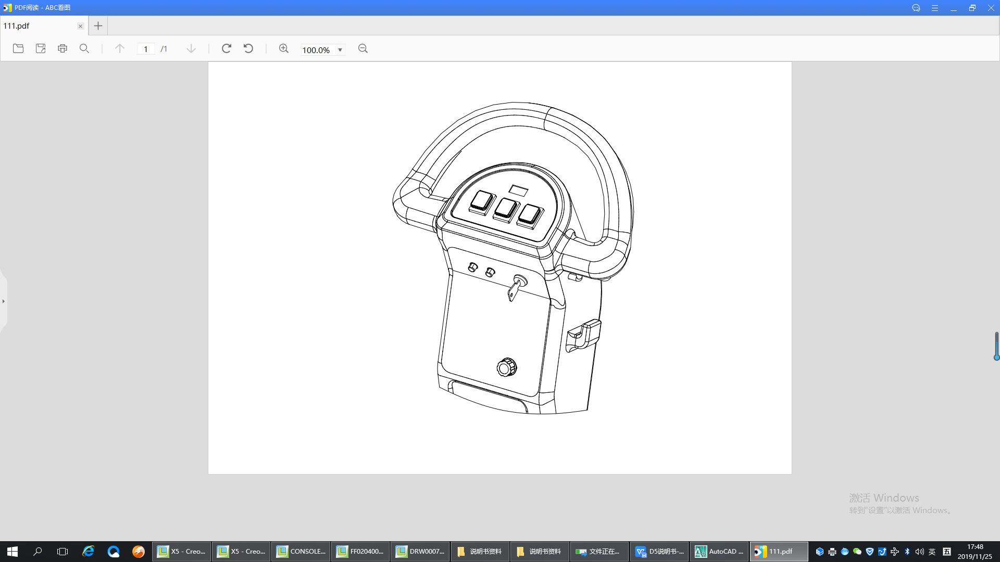 PDF阅读 - ABC看图
111.pdf
1 /1
100.0%
激活 Windows
转到“设置”以激活 Windows。
X5 - Creo...
X5 - Creo...
CONSOLE...
FF020400...
DRW0007...
说明书资料
说明书资料
文件正在...
D5说明书-...
AutoCAD ...
111.pdf
英
五
17:48
2019/11/25